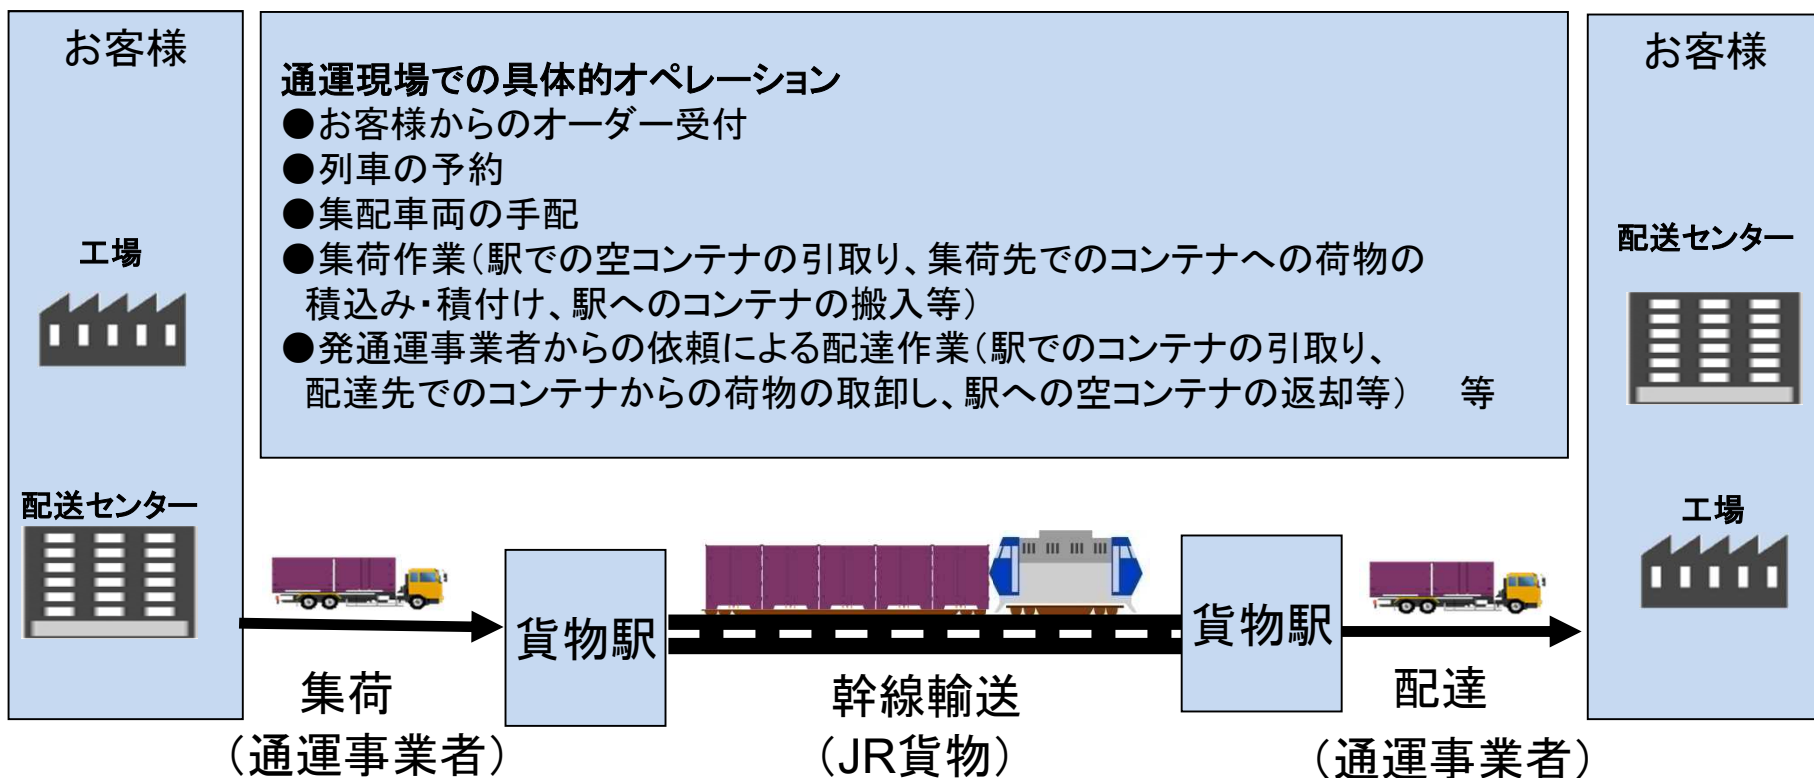 お客様
工場
配送センター
通運現場での具体的オペレーション
●お客様からのオーダー受付
●列車の予約
●集配車両の手配
●集荷作業（駅での空コンテナの引取り、集荷先でのコンテナへの荷物の
積込み・積付け、駅へのコンテナの搬入等）
●発通運事業者からの依頼による配達作業（駅でのコンテナの引取り、
配達先でのコンテナからの荷物の取卸し、駅への空コンテナの返却等）　等
お客様
配送センター
工場
貨物駅
貨物駅
集荷
（通運事業者）
幹線輸送
（JR貨物）
配達
（通運事業者）